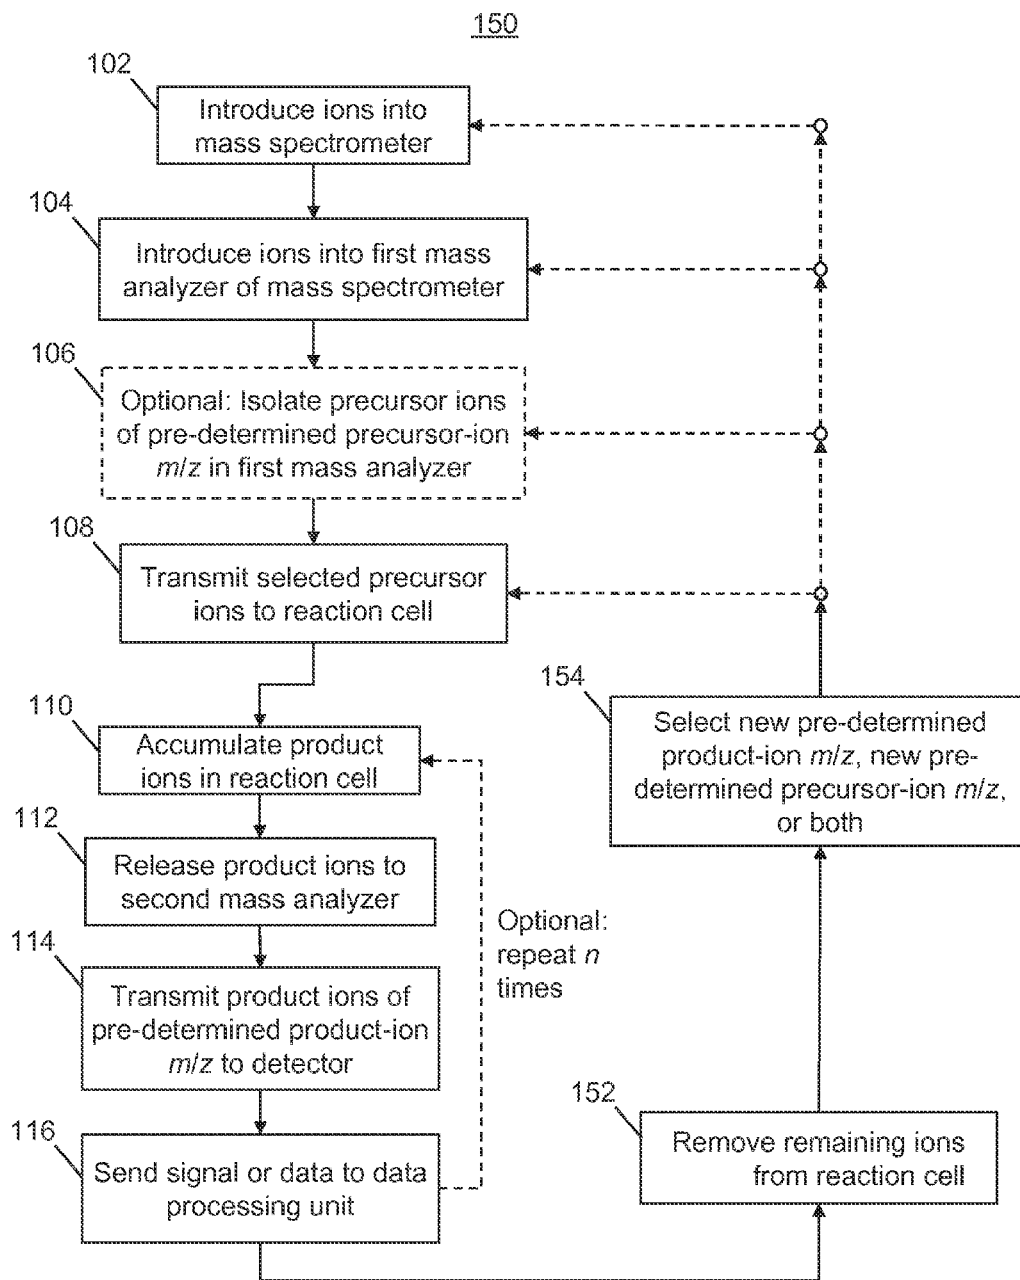 150
102
Introduce ions into
mass spectrometer
104
Introduce ions into first mass
analyzer of mass spectrometer
106
Optional: Isolate precursor ions
of pre-determined precursor-ion
m/z in first mass analyzer
108
Transmit selected precursor
ions to reaction cell
110
Accumulate product
ions in reaction cell
112
Release product ions to
second mass analyzer
114
Transmit product ions of
pre-determined product-ion
m/z to detector
116
Send signal or data to data
processing unit
Optional:
repeat n
times
152
Remove remaining ions
from reaction cell
154
Select new pre-determined
product-ion m/z, new pre-
determined precursor-ion m/z,
or both